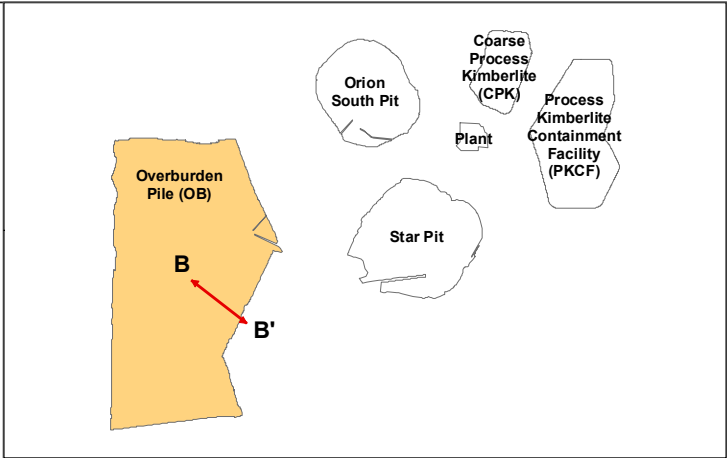 Orion
South Pit
Coarse
Process
Kimberlite
(CPK)
Process
Kimberlite
Containment
Facility
(PKCF)
Plant
Overburden
Pile (OB)
Star Pit
B
B'